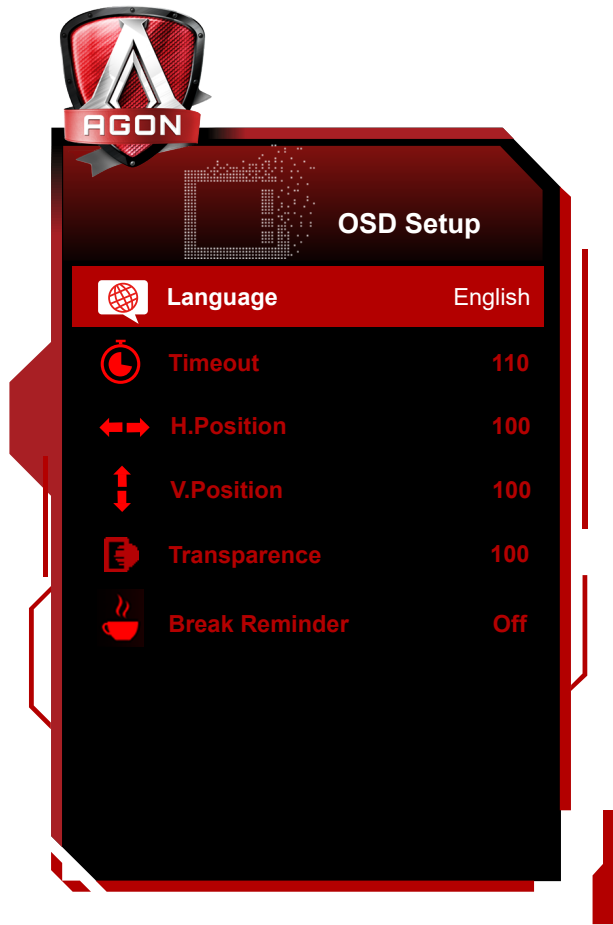 AGON
OSD Setup
Language English
Timeout 110
H.Position 100
V.Position 100
Transparence 100
Break Reminder Off